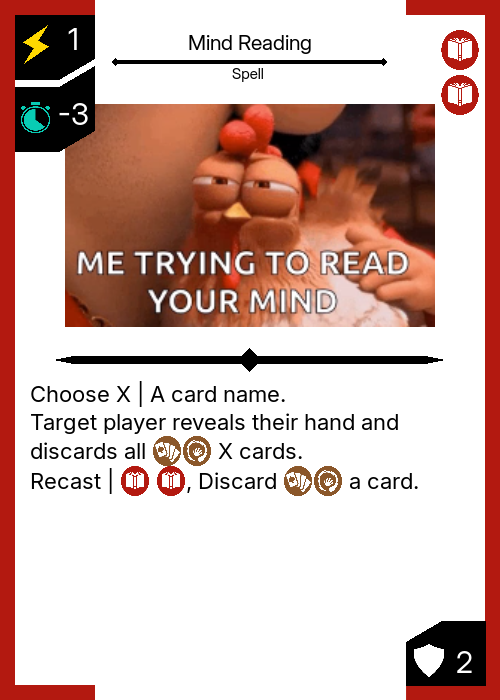 1
Mind Reading
Spell
-3
ME TRYING TO READ
YOUR MIND
Choose X | A card name.
Target player reveals their hand and
discards all X cards.
Recast | , Discard a card.
2